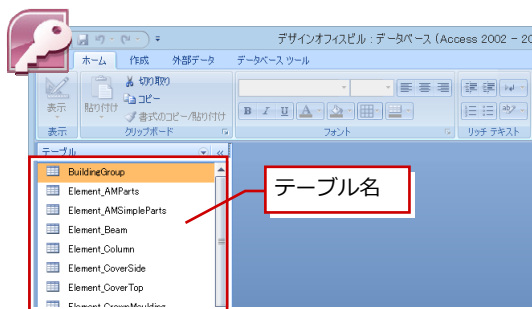 デザインオフィスビル : データベース (Access 2002 - 20
ホーム 作成 外部データ データベース ツール
表示
貼り付け
切り取り
コピー
書式のコピー/貼り付け
B I U A
表示 クリップボード フォント リッチ テキスト
テーブル
BuildingGroup
Element_AMParts
Element_AMSimpleParts
Element_Beam
Element_Column
Element_CoverSide
Element_CoverTop
Element_CrownMoulding
テーブル名